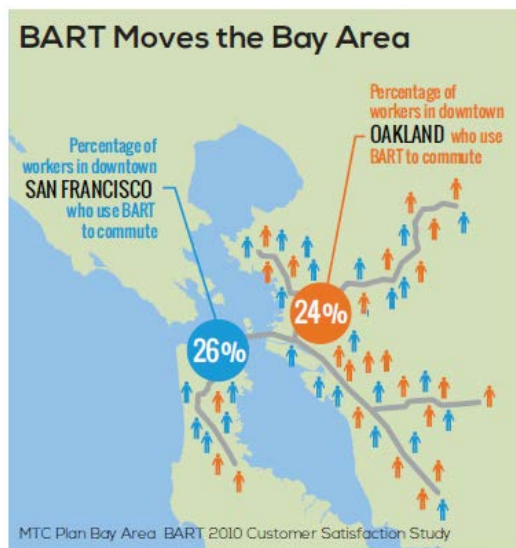 BART Moves the Bay Area
Percentage of
workers in downtown
OAKLAND who use
BART to commute
Percentage of
workers in downtown
SAN FRANCISCO
who use BART
to commute
24%
26%
MTC Plan Bay Area BART 2010 Customer Satisfaction Study